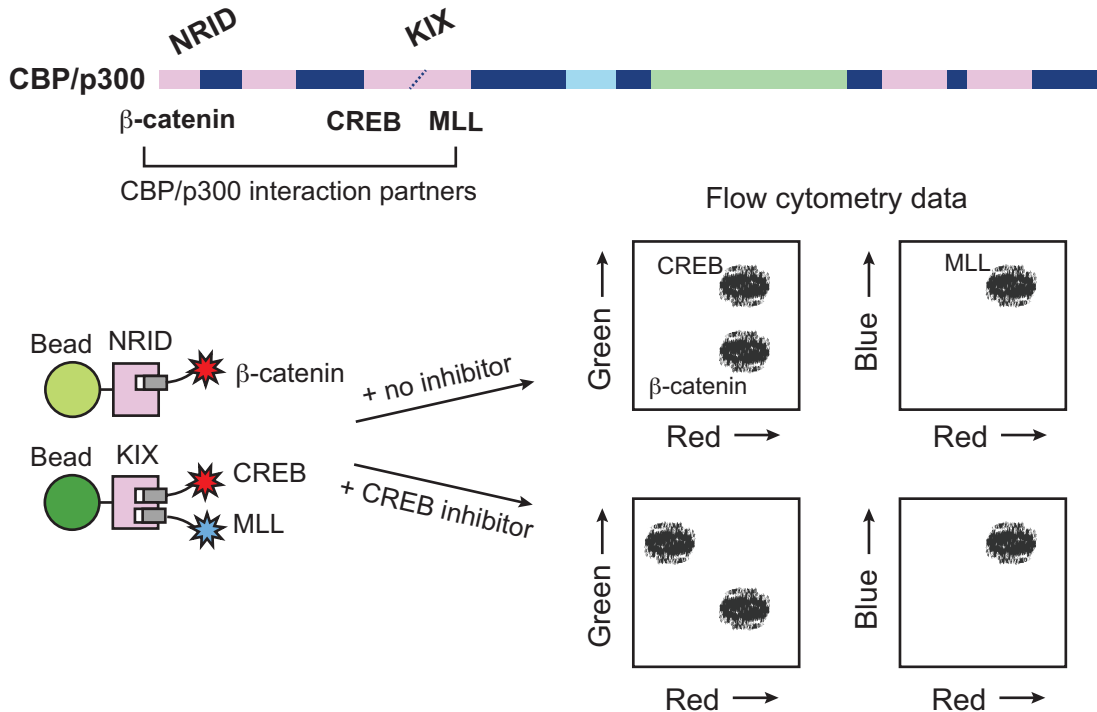 NRID
KIX
CBP/p300
β-catenin CREB MLL
CBP/p300 interaction partners
Flow cytometry data
Bead NRID
β-catenin
Bead KIX
CREB
MLL
+ no inhibitor
+ CREB inhibitor
Green
CREB
β-catenin
Red
Blue
MLL
Red
Green
Red
Blue
Red